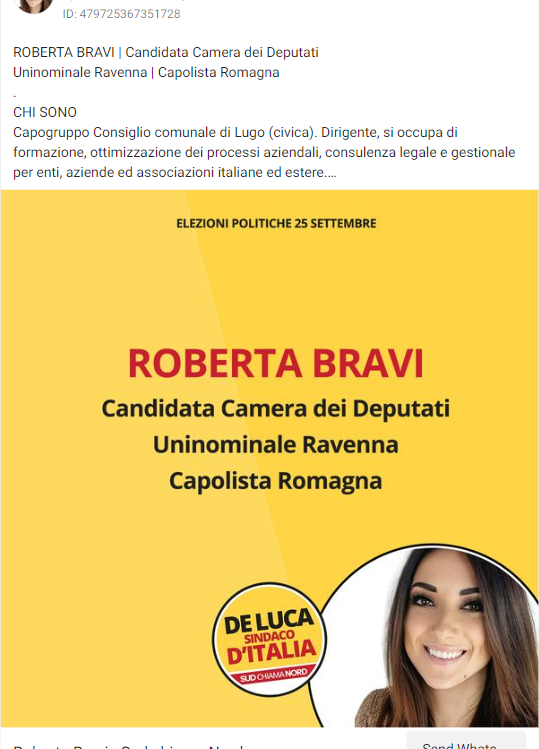 ID: 479725367351728
ROBERTA BRAVI | Candidata Camera dei Deputati
Uninominale Ravenna | Capolista Romagna
.
CHI SONO
Capogruppo Consiglio comunale di Lugo (civica). Dirigente, si occupa di
formazione, ottimizzazione dei processi aziendali, consulenza legale e gestionale
per enti, aziende ed associazioni italiane ed estere....
ELEZIONI POLITICHE 25 SETTEMBRE
ROBERTA BRAVI
Candidata Camera dei Deputati
Uninominale Ravenna
Capolista Romagna
DE LUCA
SINDACO
D'ITALIA
SUD CHIAMA NORD
Send Whats